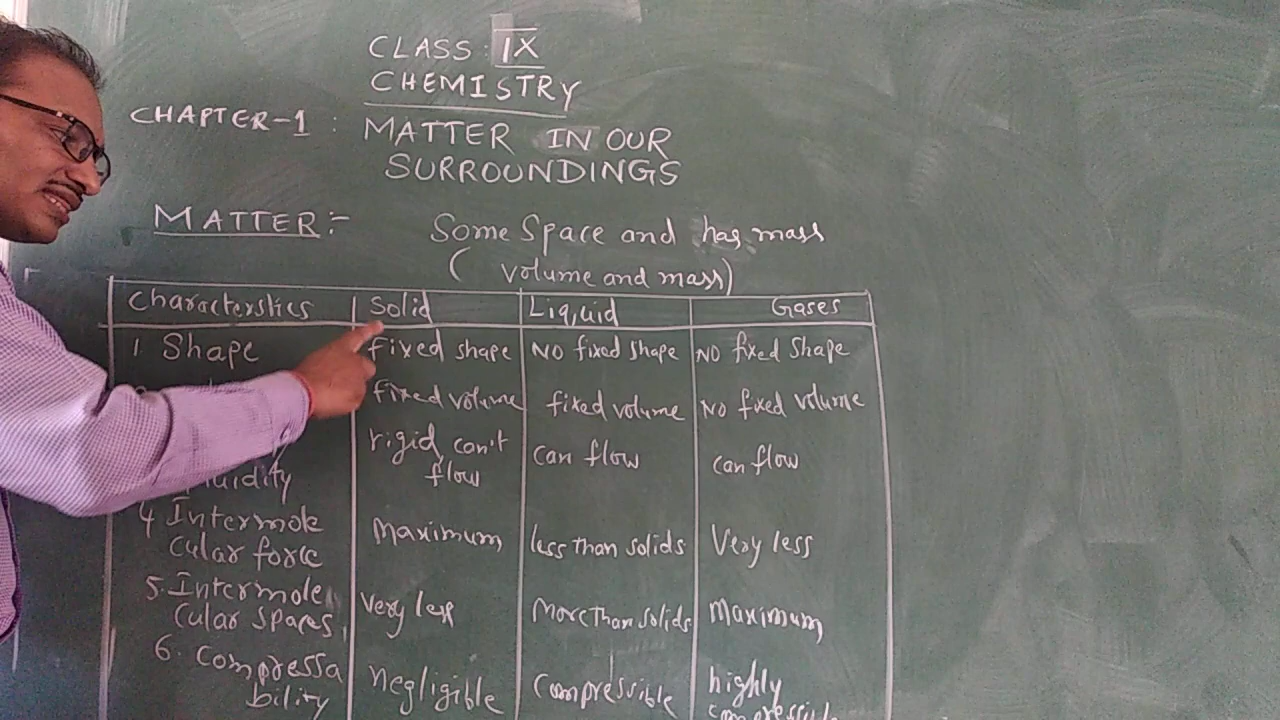 CLASS : IX
CHEMISTRY
CHAPTER-1 : MATTER IN OUR
SURROUNDINGS
MATTER :- Some Space and has mass
( volume and mass)
Characterstics Solid Liquid Gases
1. Shape fixed shape NO fixed shape NO fixed Shape
fixed volume fixed volume NO fixed volume
rigid, can't can flow can flow
fluidity flow
4 Intermole Maximum less than solids Very less
cular force
5. Intermole very less More than solids Maximum
cular spaces
6. Compressa negligible Compressible highly
bility compressible